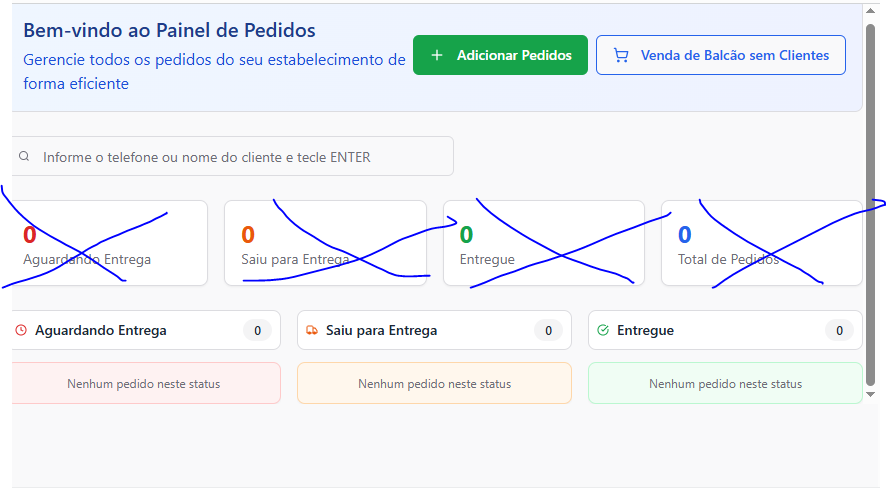 Bem-vindo ao Painel de Pedidos
Gerencie todos os pedidos do seu estabelecimento de
forma eficiente
Adicionar Pedidos
Venda de Balcão sem Clientes
Informe o telefone ou nome do cliente e tecle ENTER
0
Aguardando Entrega
0
Saiu para Entrega
0
Entregue
0
Total de Pedidos
Aguardando Entrega 0
Saiu para Entrega 0
Entregue 0
Nenhum pedido neste status
Nenhum pedido neste status
Nenhum pedido neste status